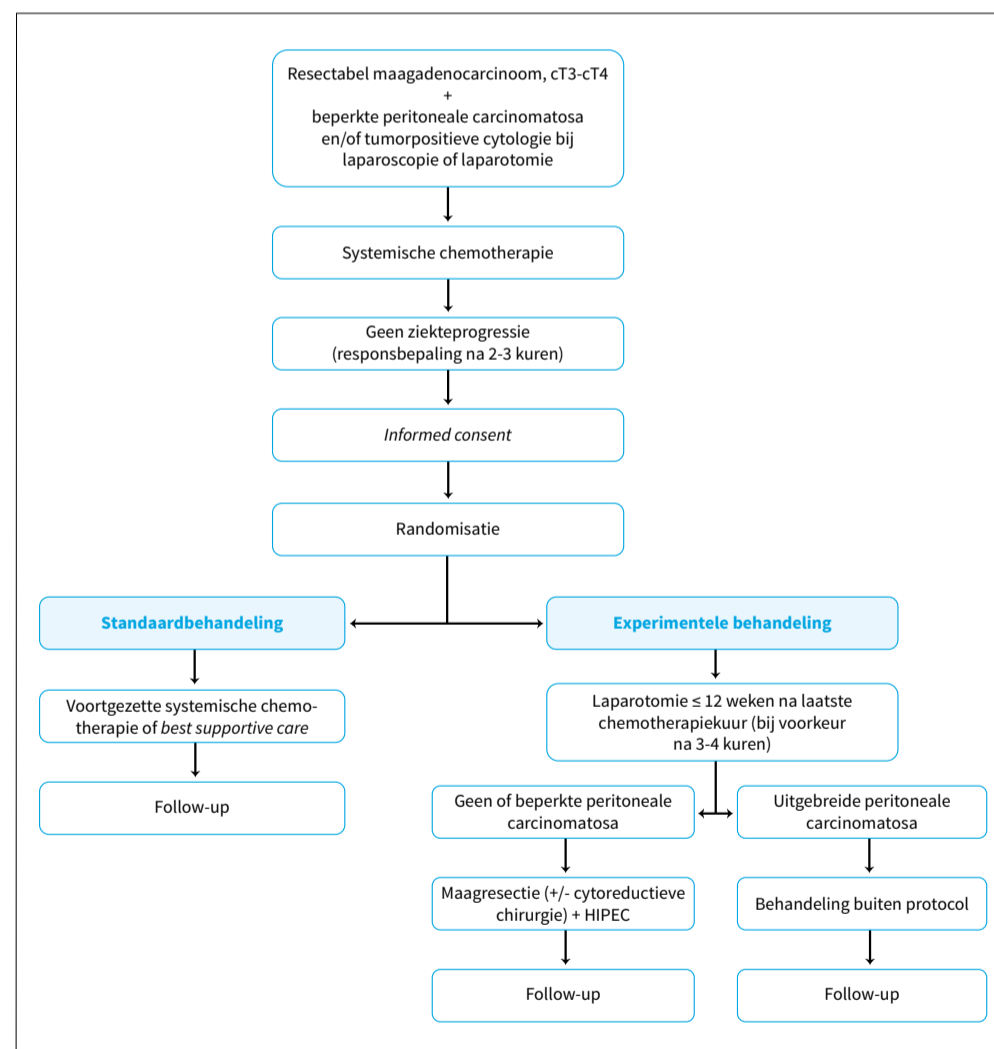 Resectabel maagadenocarcinoom, cT3-cT4
+
beperkte peritoneale carcinomatosa
en/of tumorpositieve cytologie bij
laparoscopie of laparotomie
Systemische chemotherapie
Geen ziekteprogressie
(responsbepaling na 2-3 kuren)
Informed consent
Randomisatie
Standaardbehandeling
Voortgezette systemische chemo-
therapie of best supportive care
Follow-up
Experimentele behandeling
Laparotomie ≤ 12 weken na laatste
chemotherapiekuur (bij voorkeur
na 3-4 kuren)
Geen of beperkte peritoneale
carcinomatosa
Maagresectie (+/- cytoreductieve
chirurgie) + HIPEC
Follow-up
Uitgebreide peritoneale
carcinomatosa
Behandeling buiten protocol
Follow-up